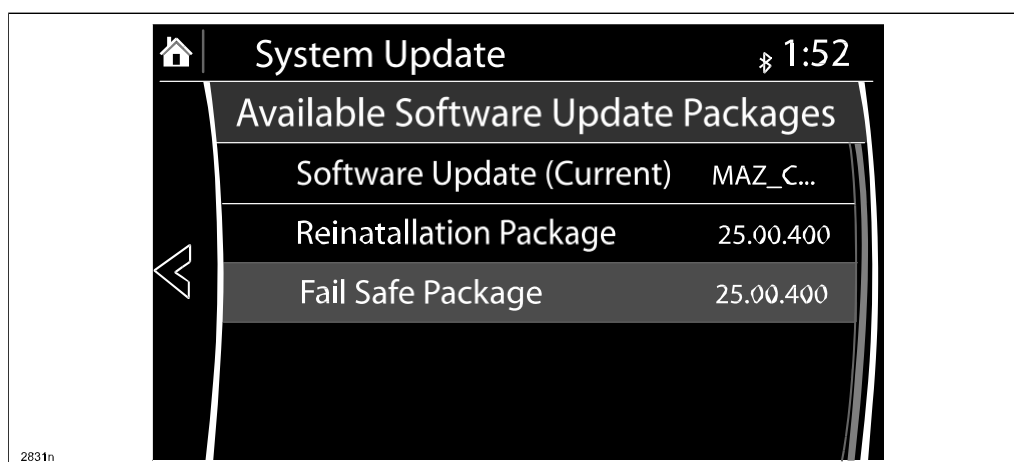 System Update 1:52
Available Software Update Packages
Software Update (Current) MAZ_C...
Reinatallation Package 25.00.400
Fail Safe Package 25.00.400
2831n